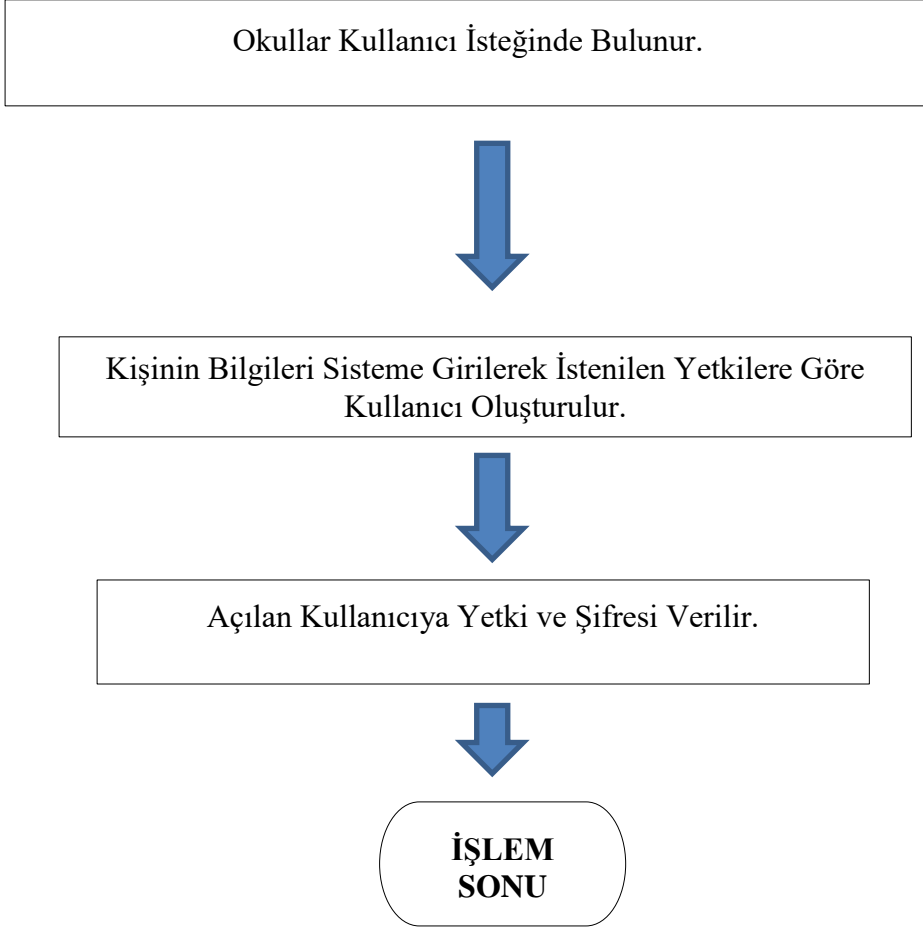 Okullar Kullanıcı İsteğinde Bulunur.
Kişinin Bilgileri Sisteme Girilerek İstenilen Yetkilere Göre
Kullanıcı Oluşturulur.
Açılan Kullanıcıya Yetki ve Şifresi Verilir.
İŞLEM
SONU